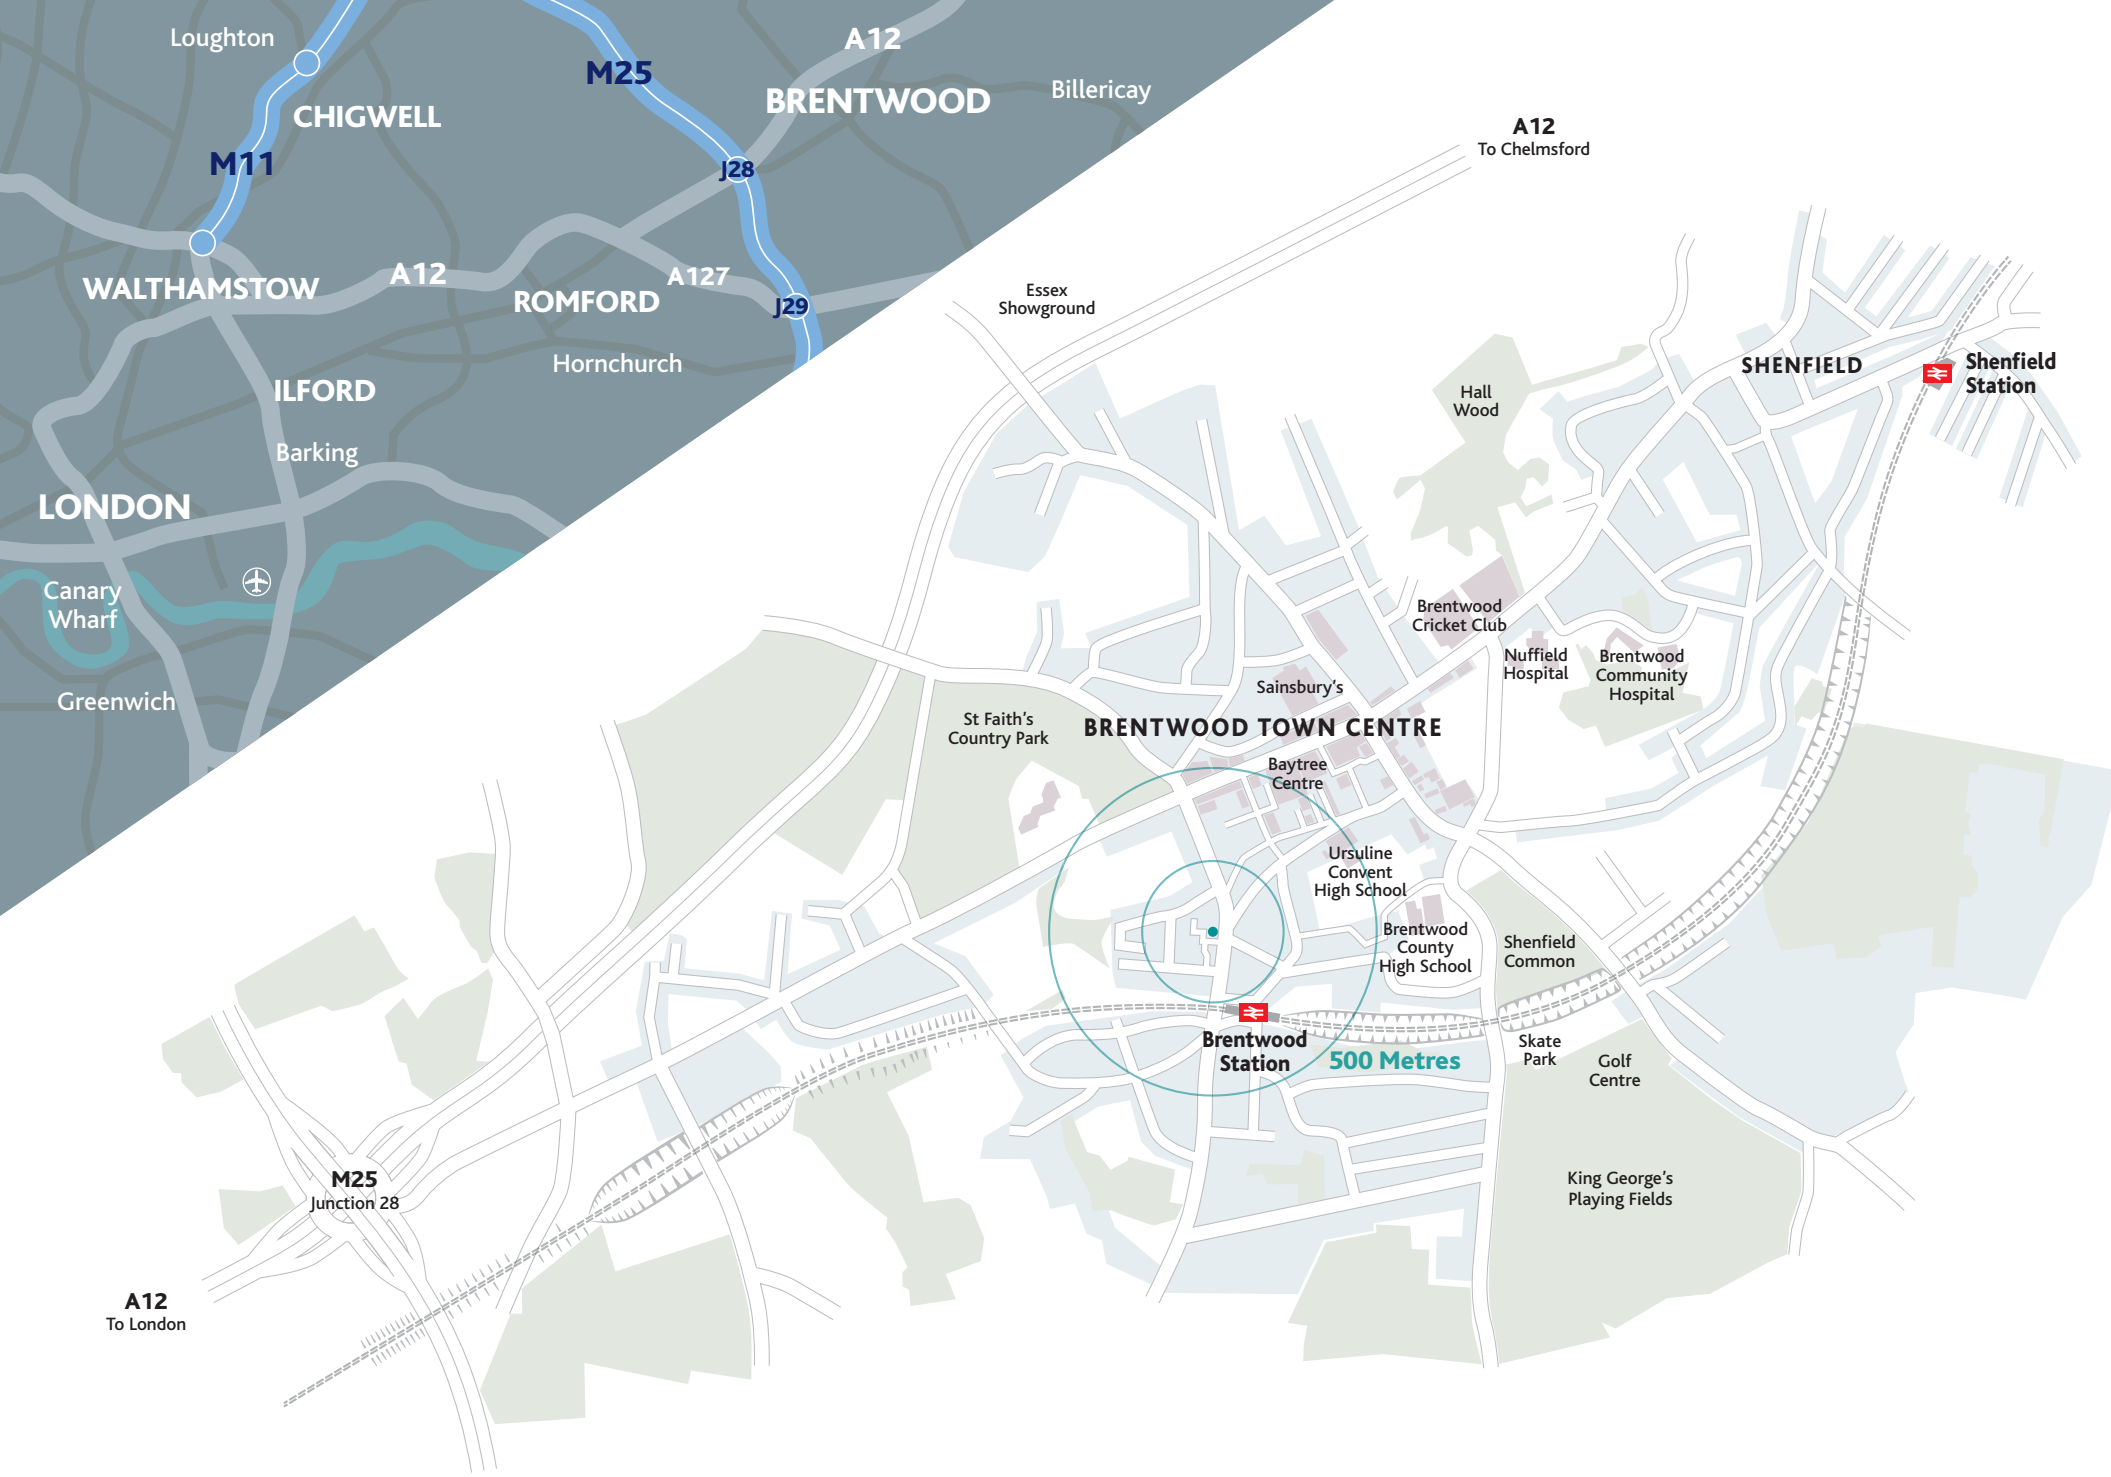 Loughton
A12
M25
Billericay
BRENTWOOD
CHIGWELL
M11
J28
WALTHAMSTOW
A12
A127
ROMFORD
J29
Hornchurch
ILFORD
Barking
LONDON
Canary
Wharf
Greenwich
A12
To Chelmsford
Essex
Showground
SHENFIELD
Shenfield
Station
Hall
Wood
Brentwood
Cricket Club
Nuffield
Hospital
Brentwood
Community
Hospital
Sainsbury's
St Faith's
Country Park
BRENTWOOD TOWN CENTRE
Baytree
Centre
Ursuline
Convent
High School
Brentwood
County
High School
Shenfield
Common
Brentwood
Station
500 Metres
Skate
Park
Golf
Centre
M25
Junction 28
King George's
Playing Fields
A12
To London